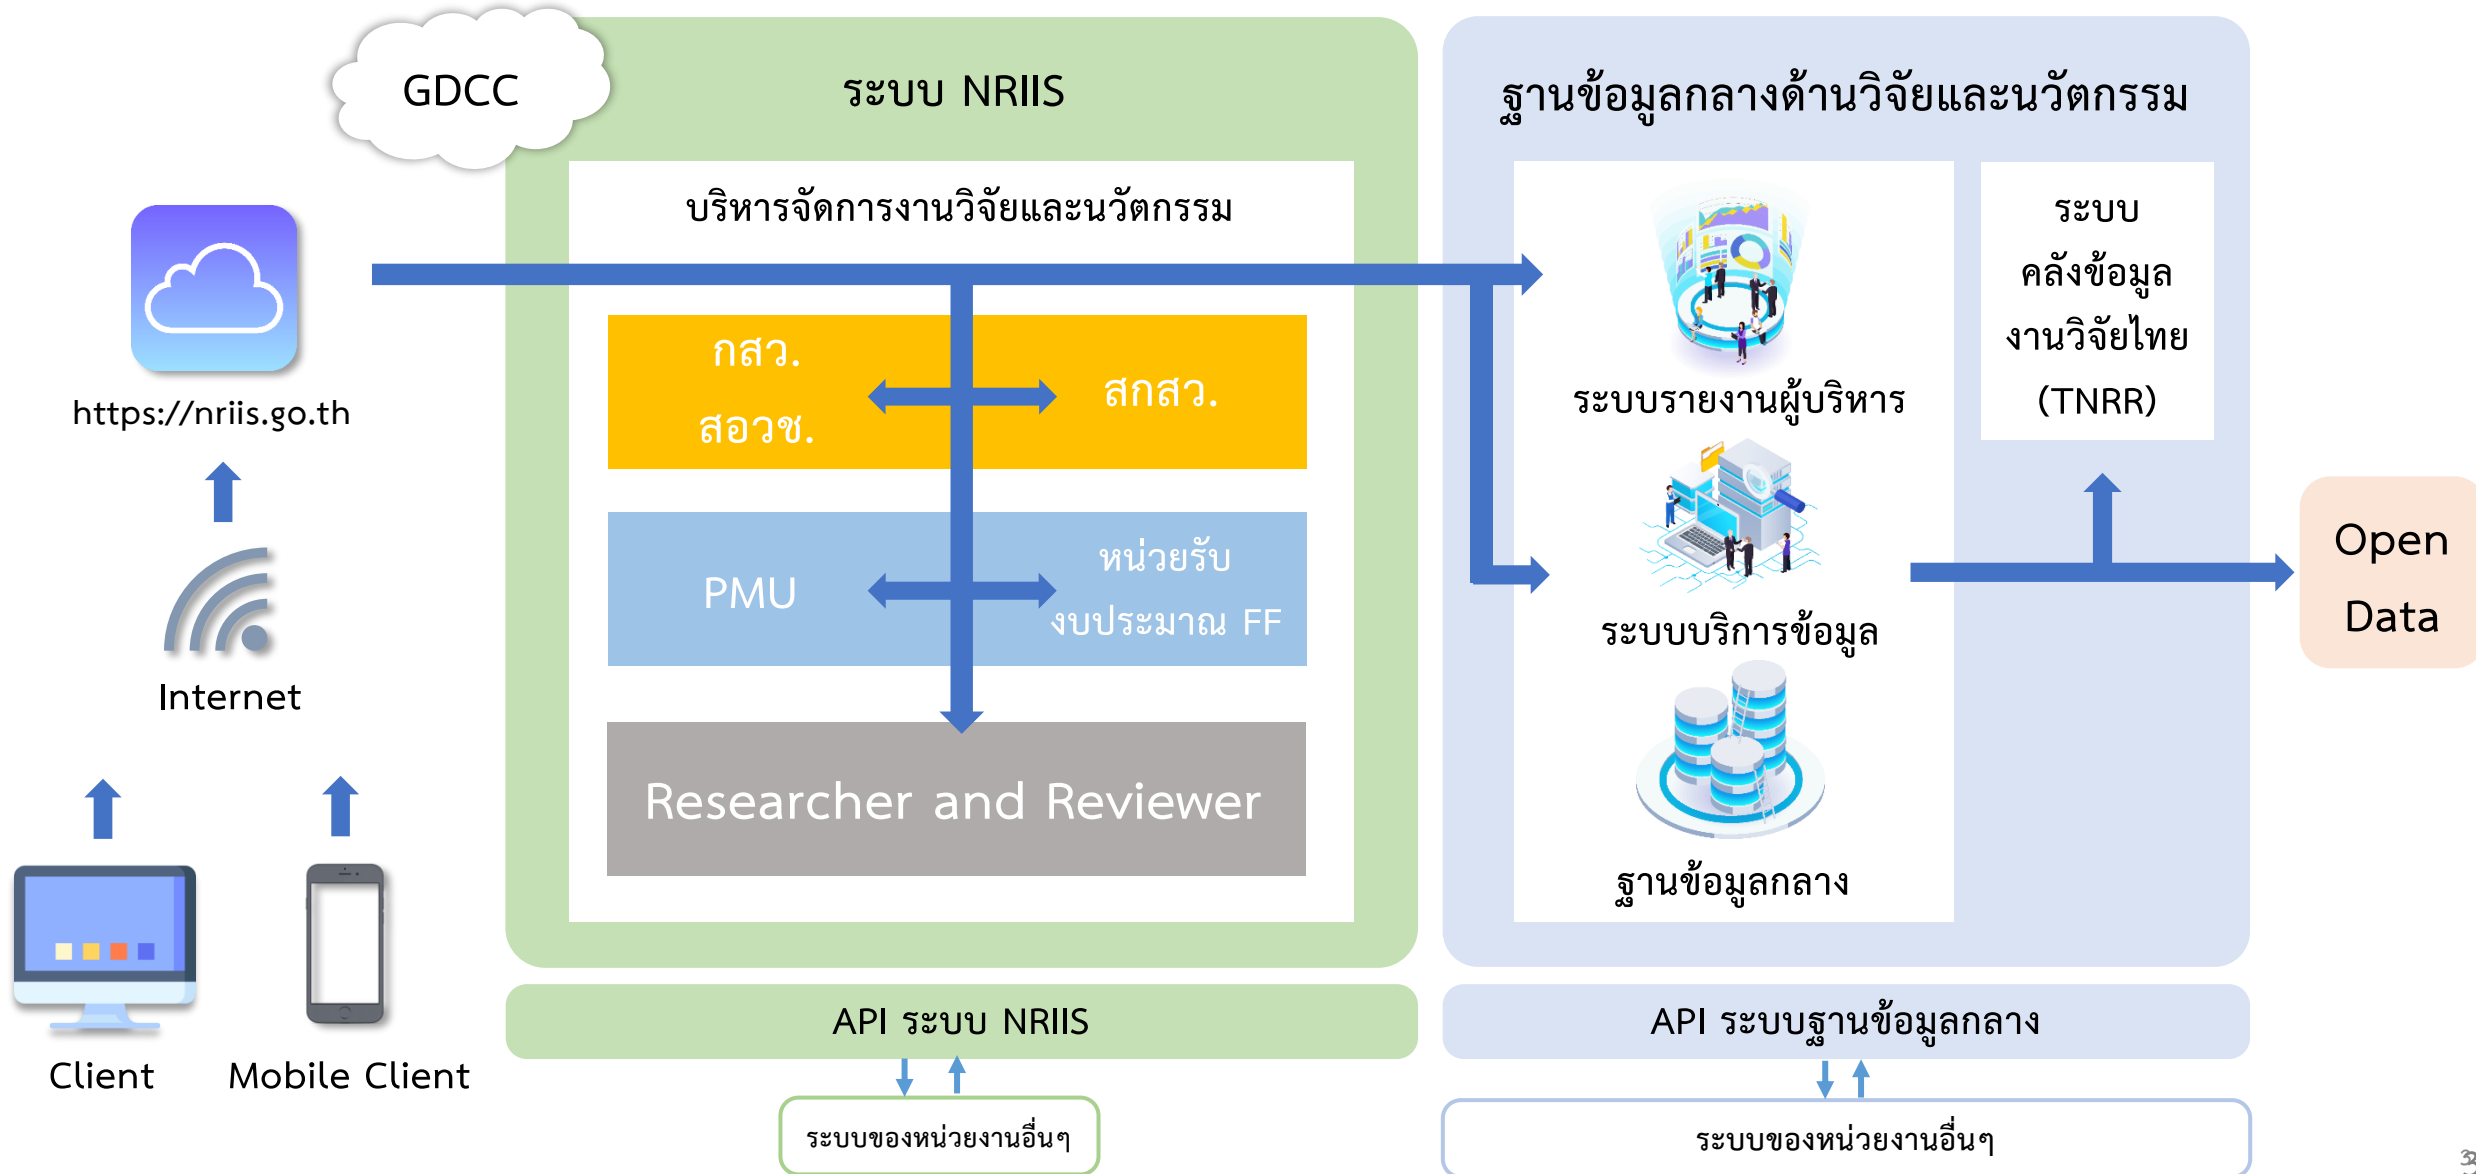 GDCC
ระบบ NRIIS
บริหารจัดการงานวิจัยและนวัตกรรม
กสว.
สอวช.
สกสว.
PMU
หน่วยรับ
งบประมาณ FF
Researcher and Reviewer
API ระบบ NRIIS
ระบบของหน่วยงานอื่นๆ
https://nriis.go.th
Internet
Client
Mobile Client
ฐานข้อมูลกลางด้านวิจัยและนวัตกรรม
ระบบรายงานผู้บริหาร
ระบบบริการข้อมูล
ฐานข้อมูลกลาง
ระบบ
คลังข้อมูล
งานวิจัยไทย
(TNRR)
Open
Data
API ระบบฐานข้อมูลกลาง
ระบบของหน่วยงานอื่นๆ